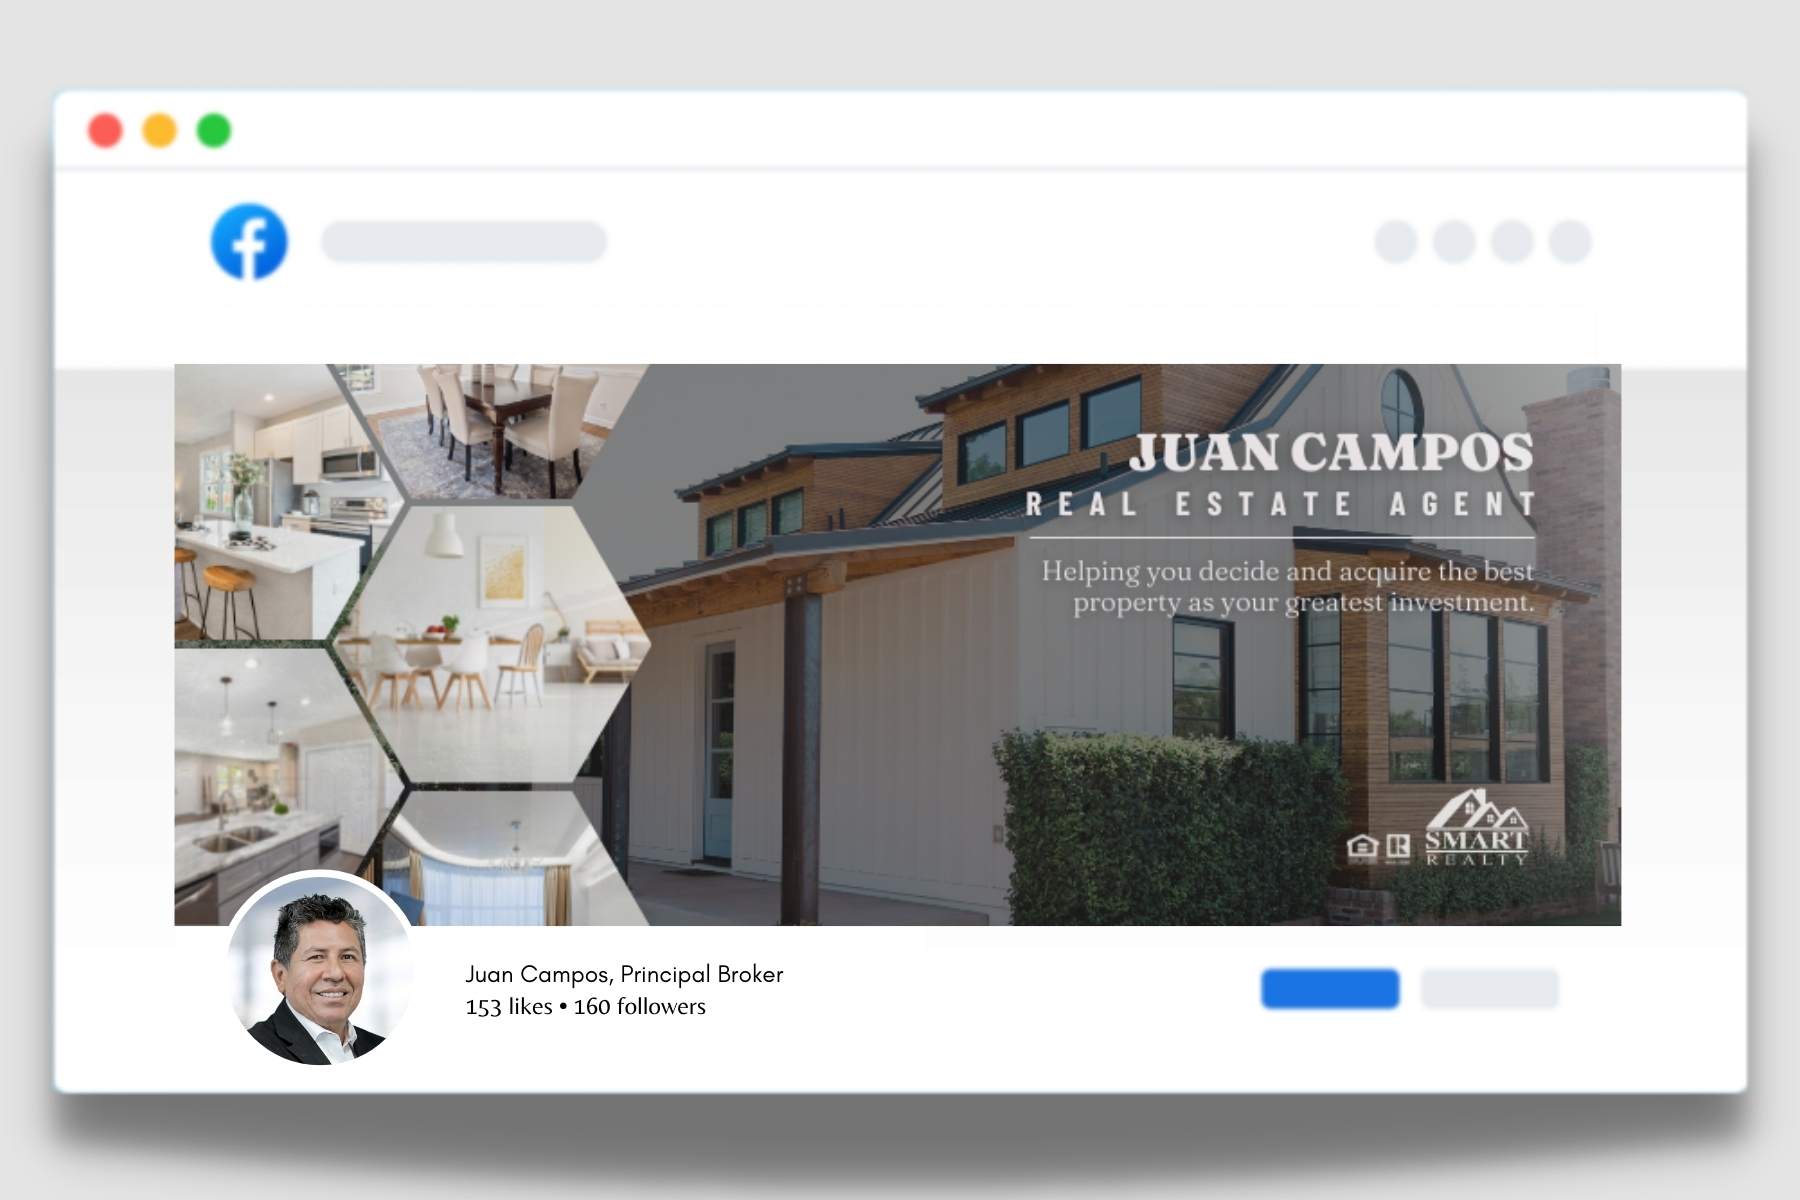 JUAN CAMPOS
REAL ESTATE AGENT
Helping you decide and acquire the best
property as your greatest investment.
SMART
REALTY
Juan Campos, Principal Broker
153 likes • 160 followers